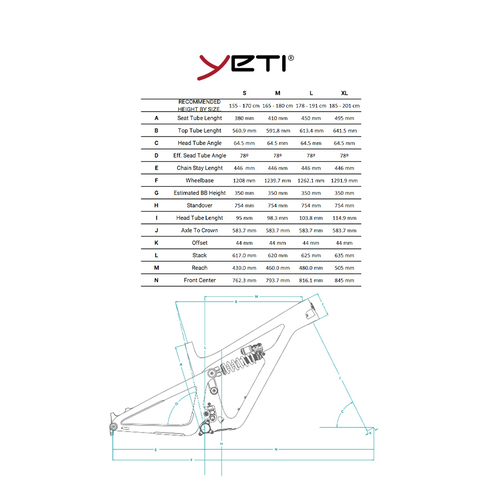 YETI®
S M L XL
RECOMMENDED HEIGHT BY SIZE. 155 - 170 cm 165 - 180 cm 178 - 191 cm 185 - 201 cm
A Seat Tube Lenght 380 mm 410 mm 450 mm 495 mm
B Top Tube Lenght 560.9 mm 591.8 mm 613.4 mm 641.5 mm
C Head Tube Angle 64.5 mm 64.5 mm 64.5 mm 64.5 mm
D Eff. Sead Tube Angle 78º 78º 78º 78º
E Chain Stay Lenght 446 mm 446 mm 446 mm 446 mm
F Wheelbase 1208 mm 1239.7 mm 1262.1 mm 1291.9 mm
G Estimated BB Height 350 mm 350 mm 350 mm 350 mm
H Standover 754 mm 754 mm 754 mm 754 mm
I Head Tube Lenght 95 mm 98.3 mm 103.8 mm 114.9 mm
J Axle To Crown 583.7 mm 583.7 mm 583.7 mm 583.7 mm
K Offset 44 mm 44 mm 44 mm 44 mm
L Stack 617.0 mm 620 mm 625 mm 635 mm
M Reach 430.0 mm 460.0 mm 480.0 mm 505 mm
N Front Center 762.3 mm 793.7 mm 816.1 mm 845 mm